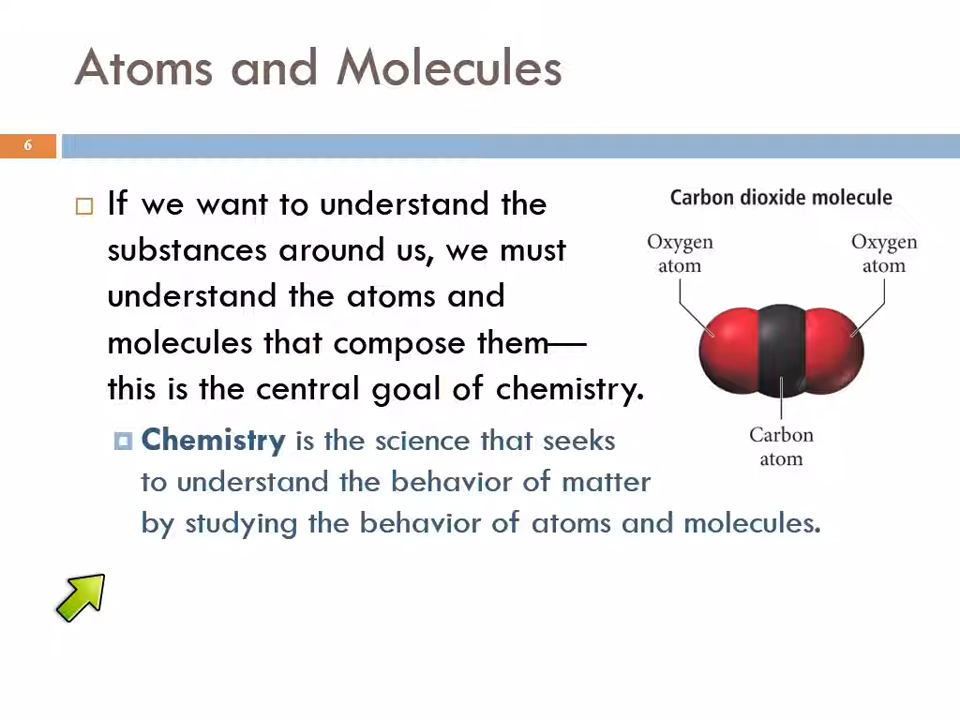 Atoms and Molecules
6
If we want to understand the
substances around us, we must
understand the atoms and
molecules that compose them—
this is the central goal of chemistry.
Chemistry is the science that seeks
to understand the behavior of matter
by studying the behavior of atoms and molecules.
Carbon dioxide molecule
Oxygen
atom
Oxygen
atom
Carbon
atom